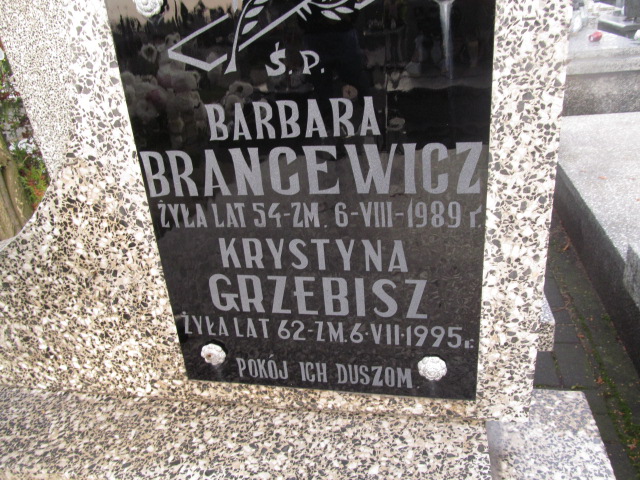 Ś.P.
BARBARA
BRANCEWICZ
ŻYŁA LAT 54-ZM. 6-VIII-1989 r.
KRYSTYNA
GRZEBISZ
ŻYŁA LAT 62-ZM.6-VII-1995r.
POKÓJ ICH DUSZOM